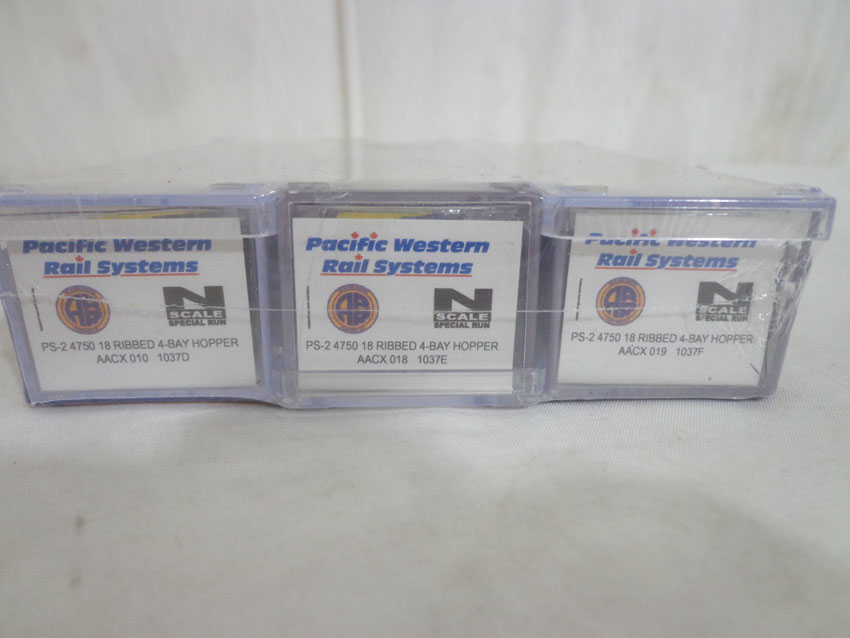 Pacific Western
Rail Systems
N
SCALE
SPECIAL RUN
PS-2 4750 18 RIBBED 4-BAY HOPPER
AACX 010 1037D
Pacific Western
Rail Systems
N
SCALE
SPECIAL RUN
PS-2 4750 18 RIBBED 4-BAY HOPPER
AACX 018 1037E
Pacific Western
Rail Systems
N
SCALE
SPECIAL RUN
PS-2 4750 18 RIBBED 4-BAY HOPPER
AACX 019 1037F